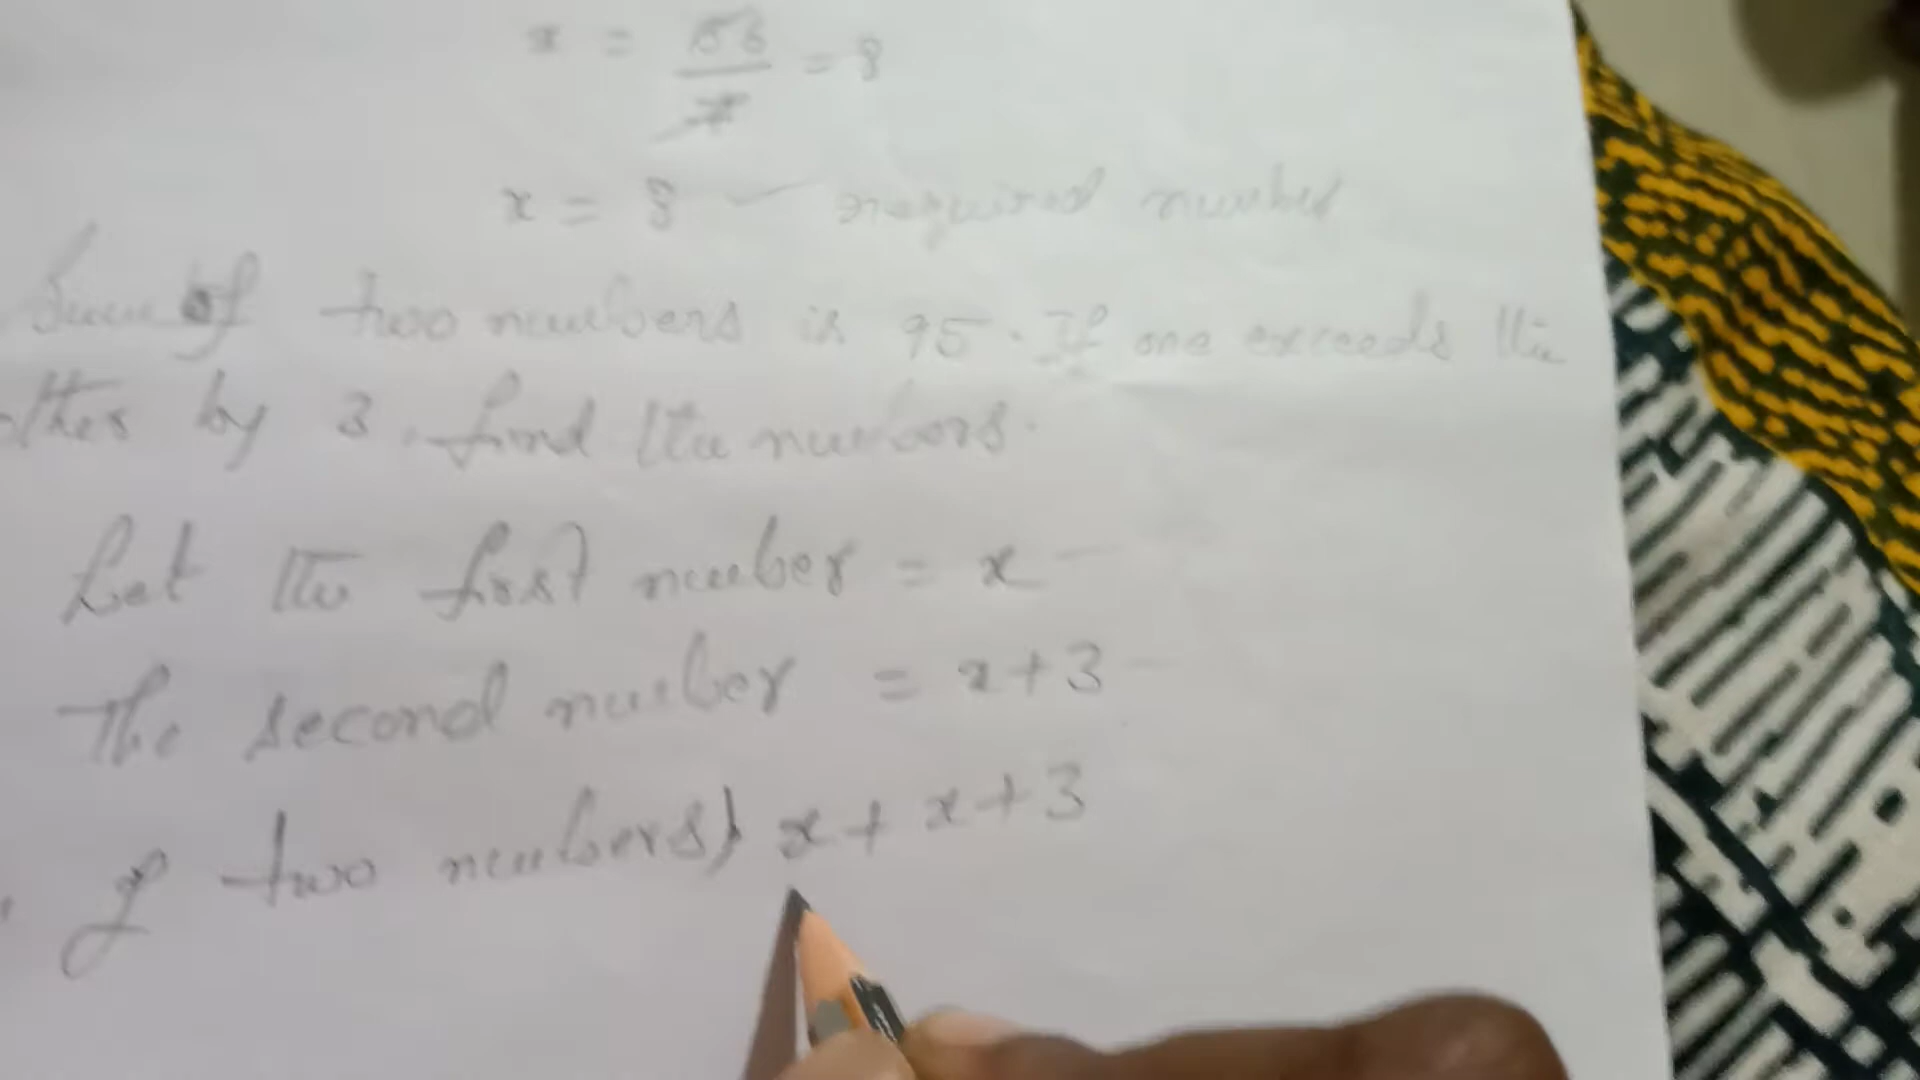 x = 56/7 = 8
x = 8 required number
Sum of two numbers is 95. If one exceeds the
other by 3, find the numbers.
Let the first number = x
The second number = x+3
of two numbers} x + x+3